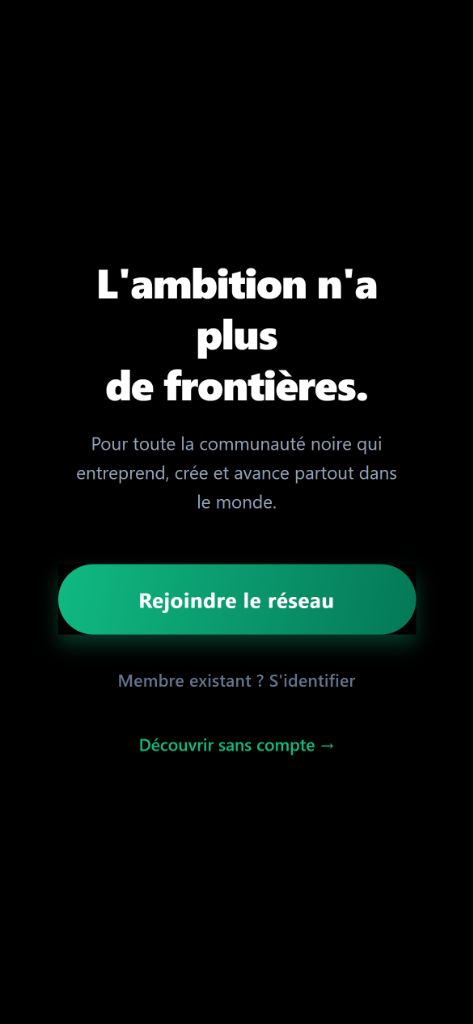 L'ambition n'a
plus
de frontières.
Pour toute la communauté noire qui
entreprend, crée et avance partout dans
le monde.
Rejoindre le réseau
Membre existant ? S'identifier
Découvrir sans compte →